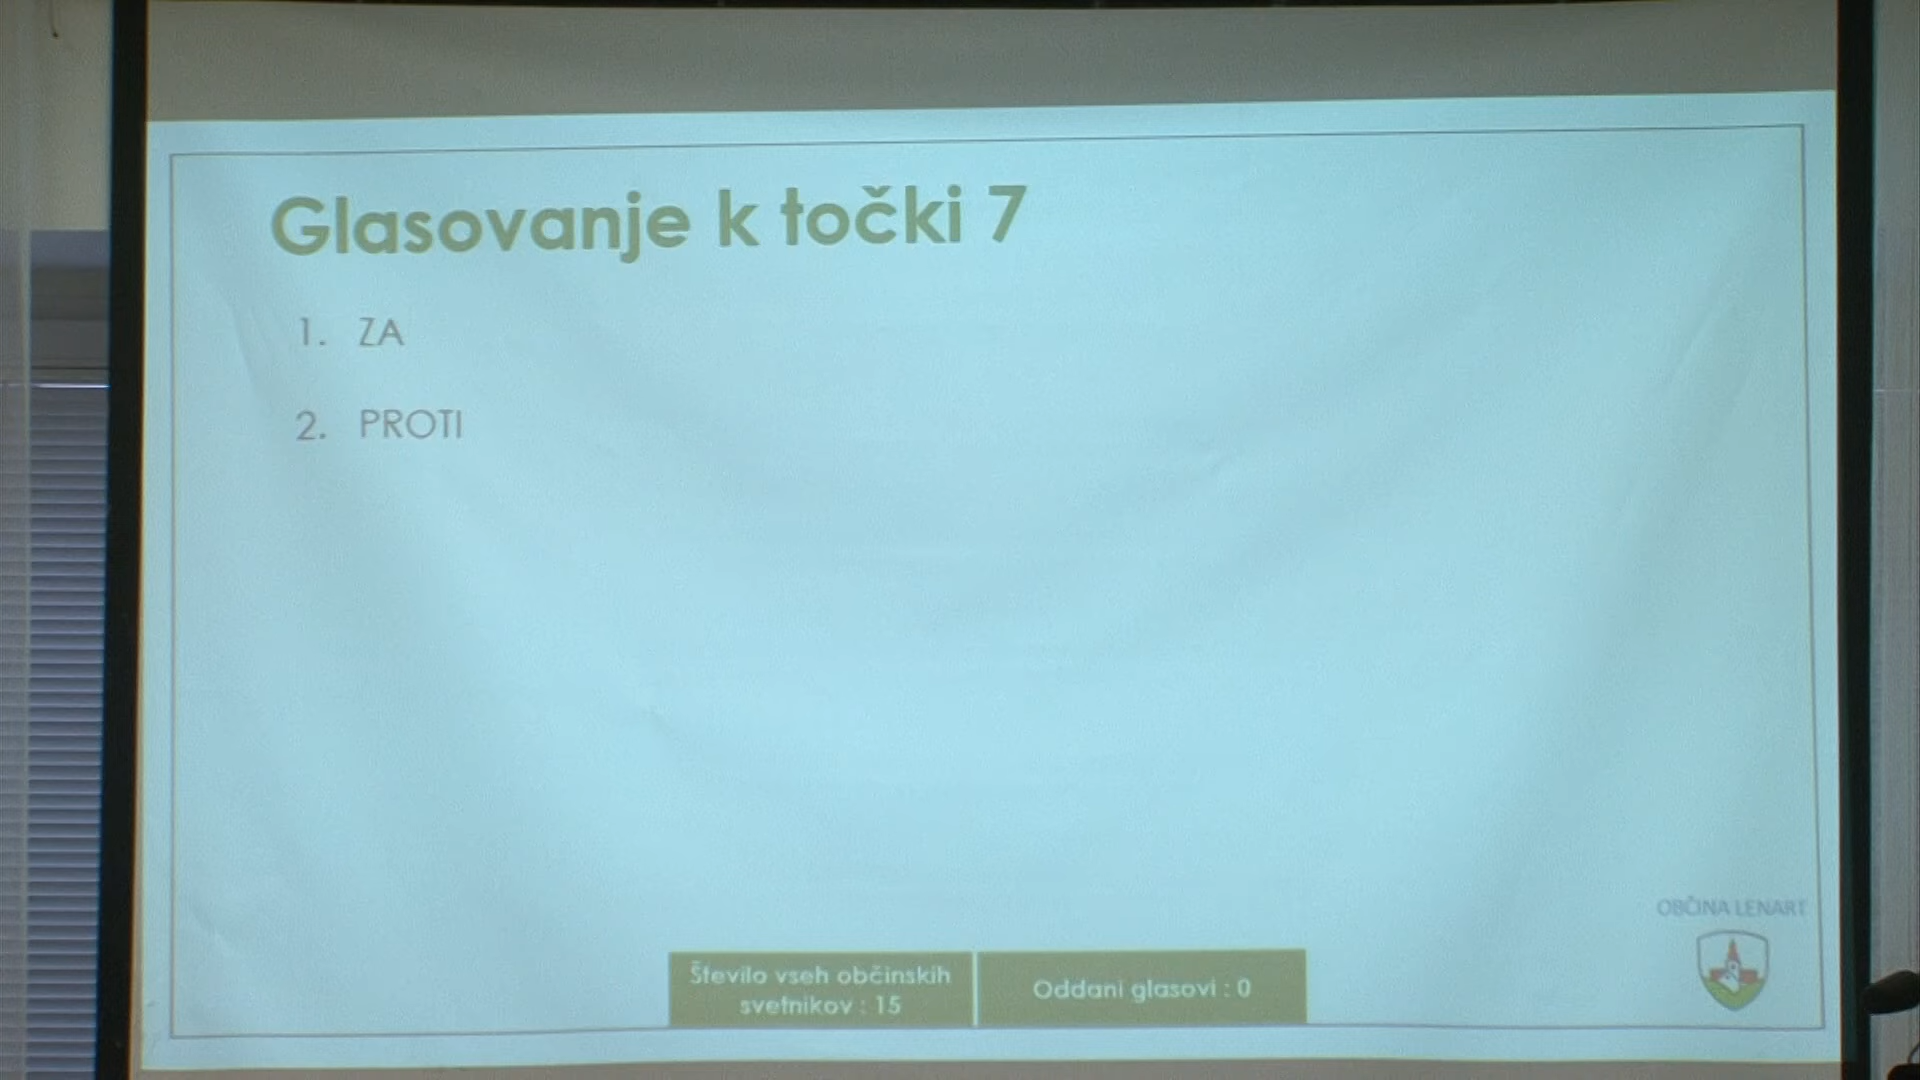 Glasovanje k točki 7
1. ZA
2. PROTI
OBČINA LENART
Število vseh občinskih
svetnikov : 15
Oddani glasovi : 0